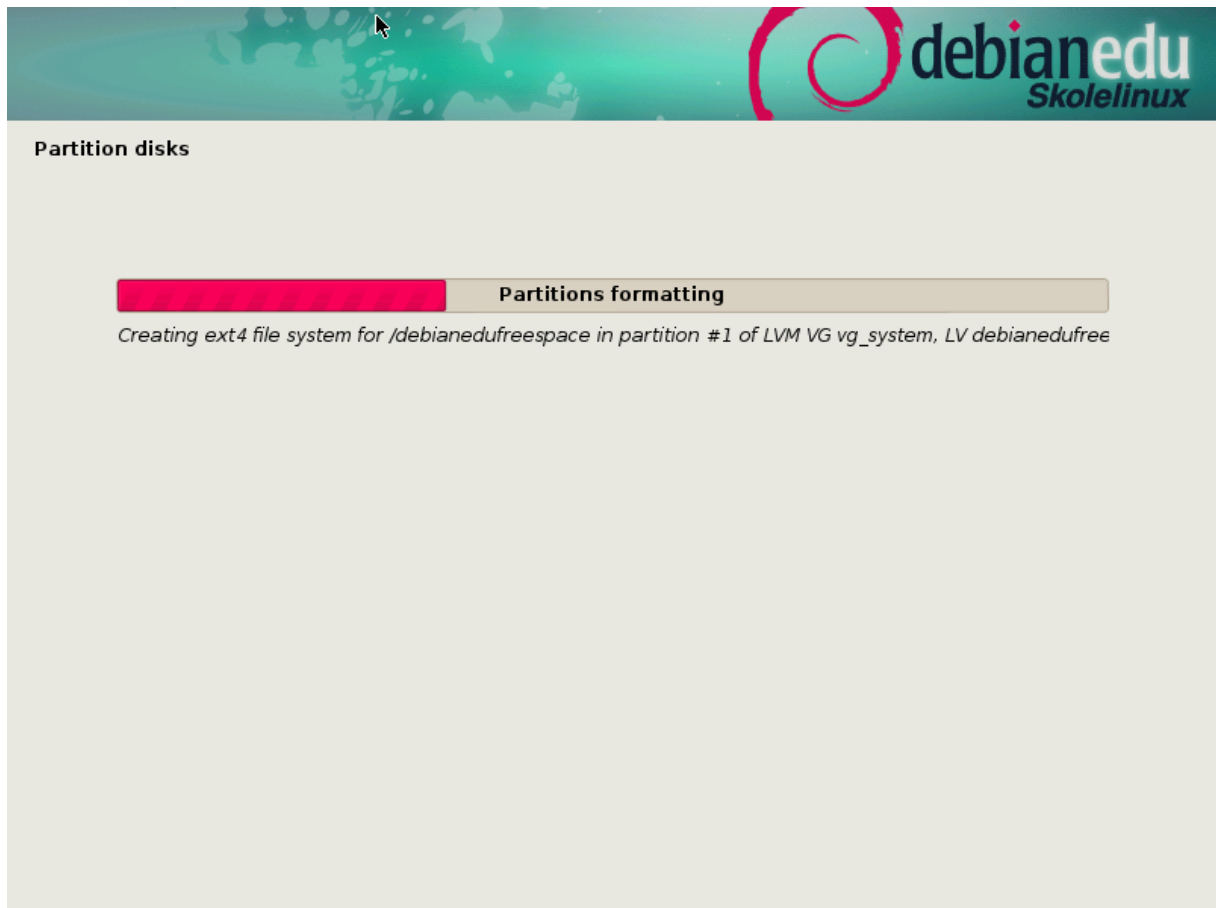 debianedu
Skolelinux
Partition disks
Partitions formatting
Creating ext4 file system for /debianedufreespace in partition #1 of LVM VG vg_system, LV debianedufree